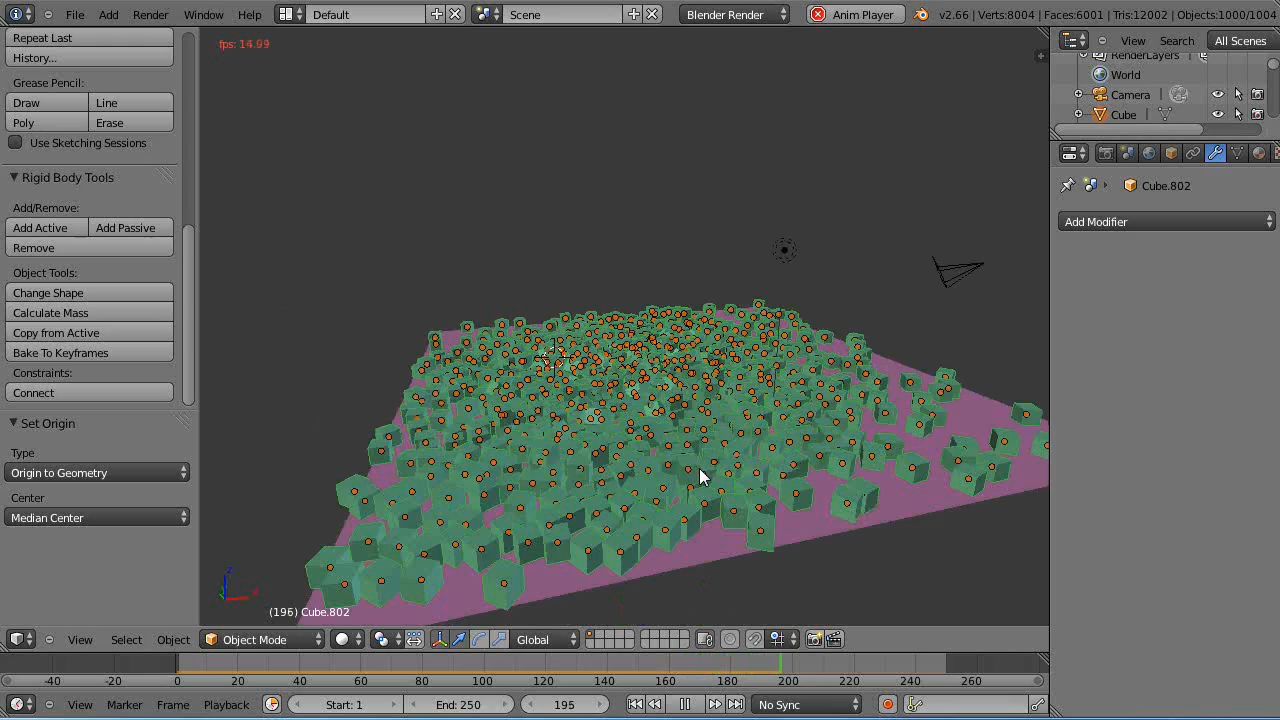 File Add Render Window Help Default Scene Blender Render Anim Player v2.66 | Verts:8004 | Faces:6001 | Tris:12002 | Objects:1000/1004
Repeat Last
History...
Grease Pencil:
Draw Line
Poly Erase
Use Sketching Sessions
Rigid Body Tools
Add/Remove:
Add Active Add Passive
Remove
Object Tools:
Change Shape
Calculate Mass
Copy from Active
Bake To Keyframes
Constraints:
Connect
Set Origin
Type
Origin to Geometry
Center
Median Center
fps: 14.99
(196) Cube.802
View Search All Scenes
RenderLayers
World
Camera
Cube
Cube.802
Add Modifier
View Select Object Object Mode Global
-40 -20 0 20 40 60 80 100 120 140 160 180 200 220 240 260
View Marker Frame Playback Start: 1 End: 250 195 No Sync